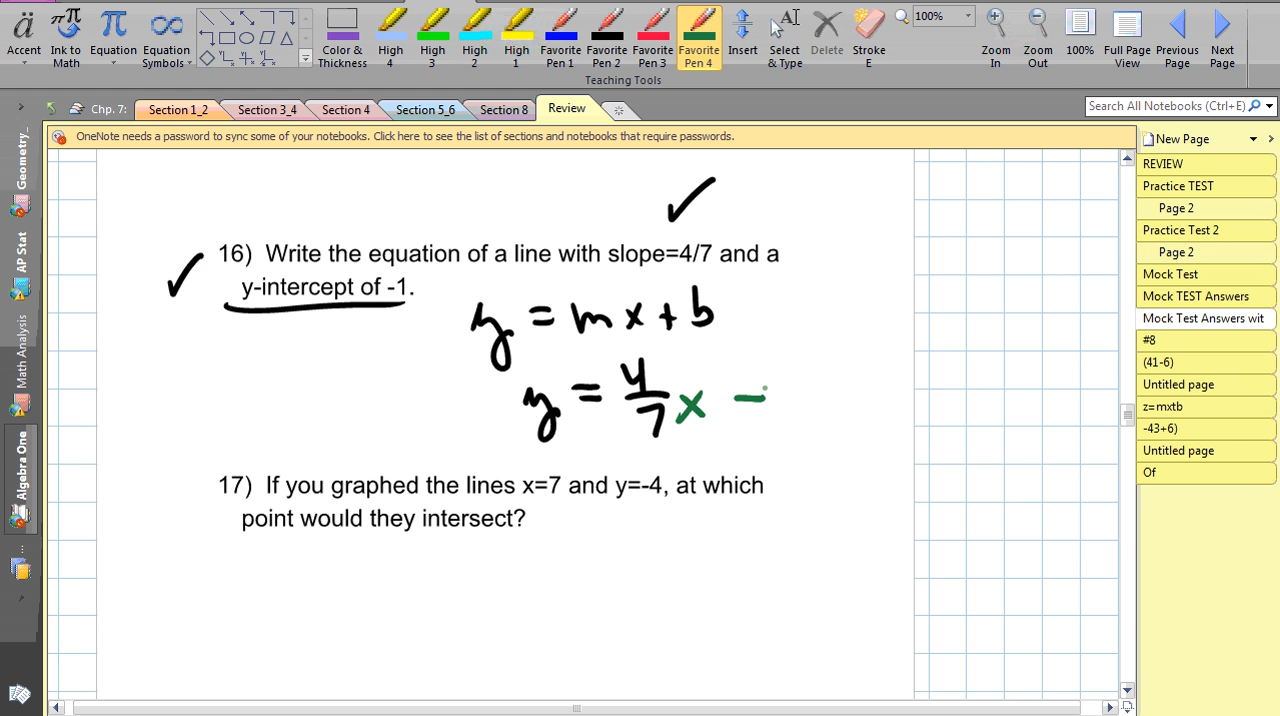 Accent
Ink to Math
Equation
Equation Symbols
Color & Thickness
High 4
High 3
High 2
High 1
Favorite Pen 1
Favorite Pen 2
Favorite Pen 3
Favorite Pen 4
Insert
Select & Type
Delete
Stroke E
100%
Zoom In
Zoom Out
100%
Full Page View
Previous Page
Next Page
Teaching Tools
Chp. 7:
Section 1_2
Section 3_4
Section 4
Section 5_6
Section 8
Review
Search All Notebooks (Ctrl+E)
OneNote needs a password to sync some of your notebooks. Click here to see the list of sections and notebooks that require passwords.
Geometry...
AP Stat
Math Analysis
Algebra One
16) Write the equation of a line with slope=4/7 and a
y-intercept of -1.
y = mx+b
y = 4/7 x -
17) If you graphed the lines x=7 and y=-4, at which
point would they intersect?
New Page
REVIEW
Practice TEST
Page 2
Practice Test 2
Page 2
Mock Test
Mock TEST Answers
Mock Test Answers wit
#8
(41-6)
Untitled page
z=mxtb
-43+6)
Untitled page
Of